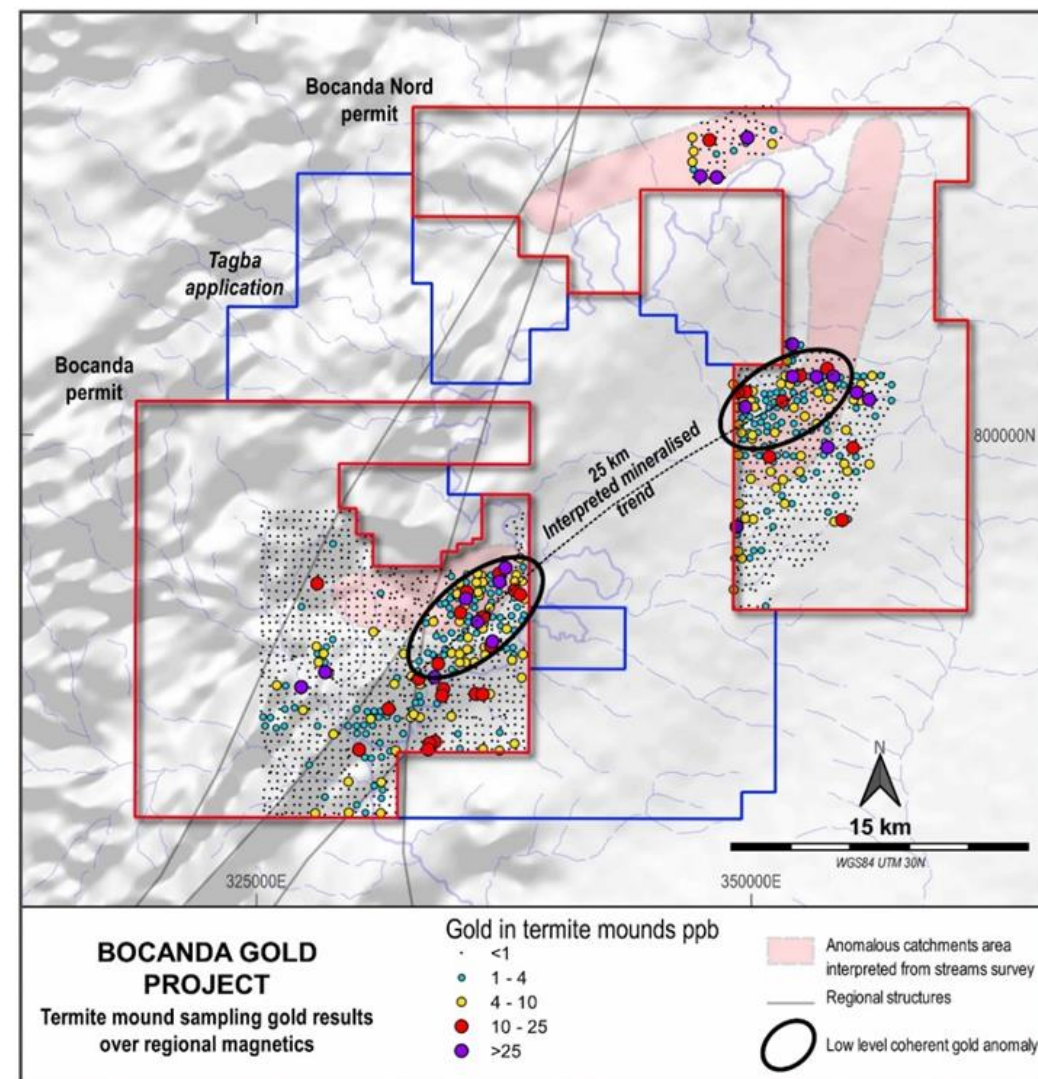 Bocanda Nord
permit
Tagba
application
Bocanda
permit
800000N
25 km
Interpreted mineralised
trend
N
15 km
WGS84 UTM 30N
325000E
350000E
BOCANDA GOLD
PROJECT
Termite mound sampling gold results
over regional magnetics
Gold in termite mounds ppb
<1
1 - 4
4 - 10
10 - 25
>25
Anomalous catchments area
interpreted from streams survey
Regional structures
Low level coherent gold anomaly